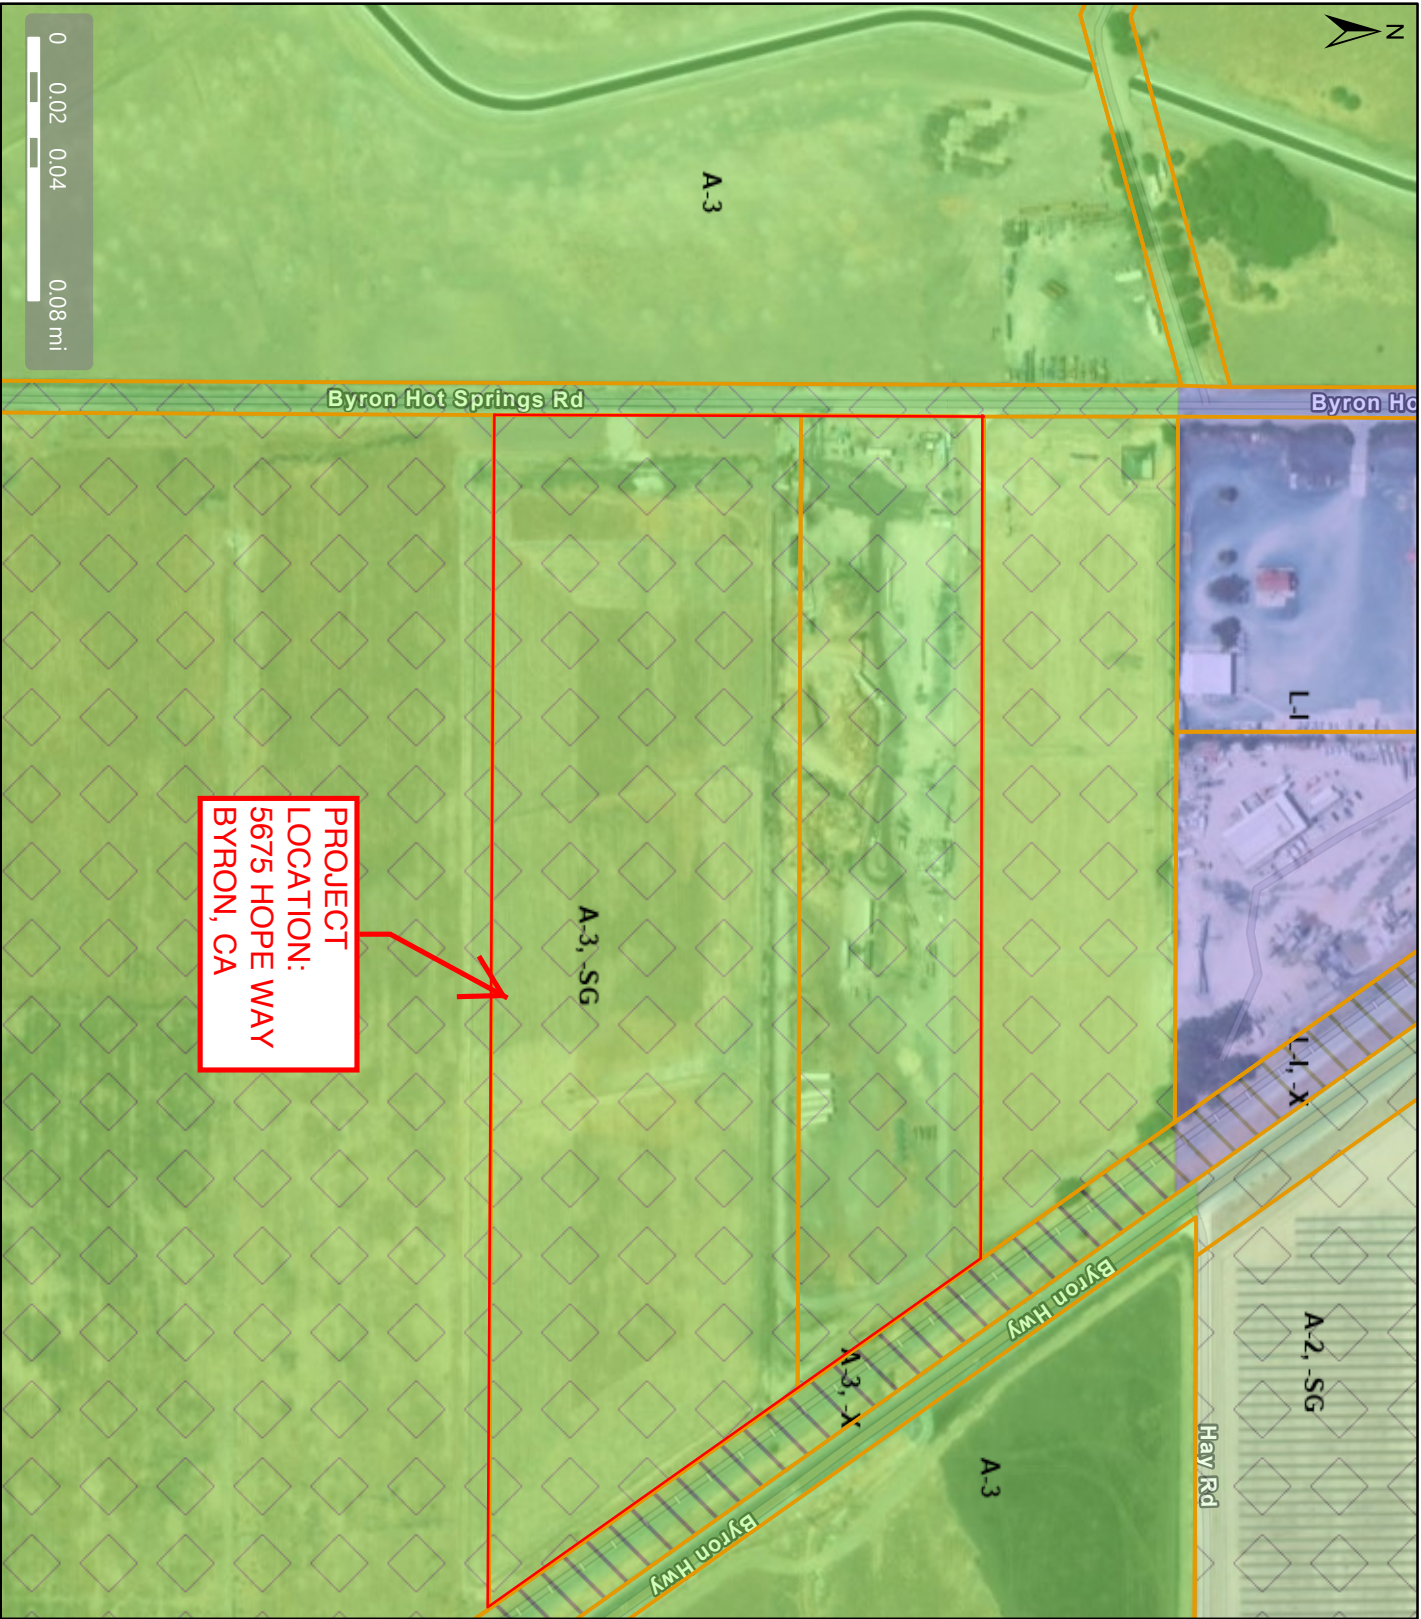 N
A-3
Byron Hot Springs Rd
Byron Ho
L-I
L-I, -X
A-2, -SG
Hay Rd
Byron Hwy
A-3, -X
A-3
Byron Hwy
A-3, -SG
PROJECT
LOCATION:
5675 HOPE WAY
BYRON, CA
0 0.02 0.04 0.08 mi